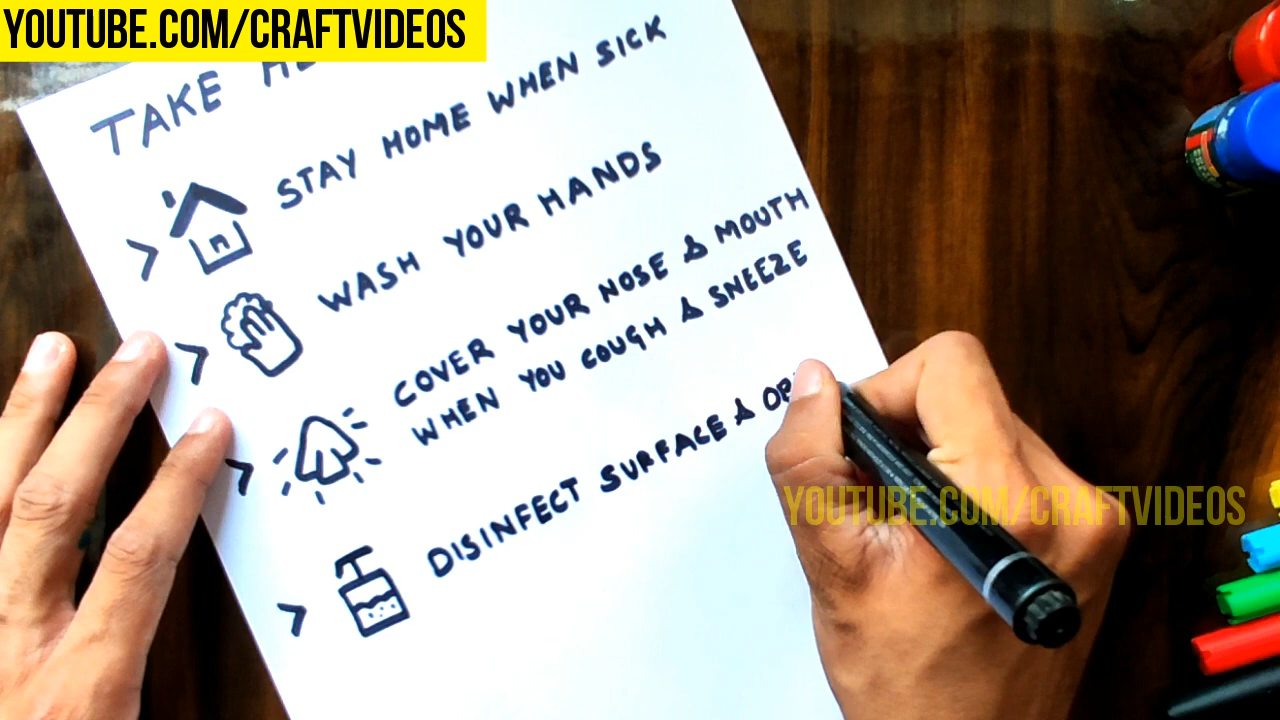 YOUTUBE.COM/CRAFTVIDEOS
TAKE
> STAY HOME WHEN SICK
> WASH YOUR HANDS
> COVER YOUR NOSE & MOUTH
WHEN YOU COUGH & SNEEZE
> DISINFECT SURFACE &
YOUTUBE.COM/CRAFTVIDEOS